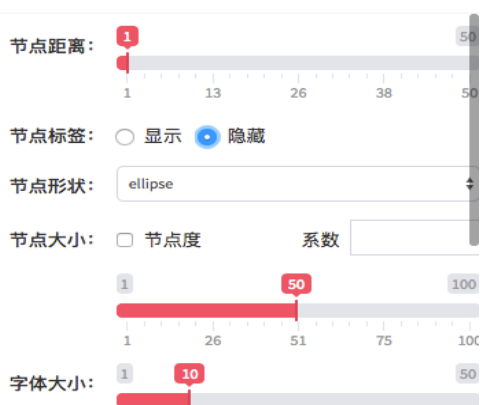 节点距离： 1 50
1 13 26 38 50
节点标签： 显示 隐藏
节点形状： ellipse
节点大小： 节点度 系数
1 50 100
1 26 51 75 100
字体大小： 1 10 50